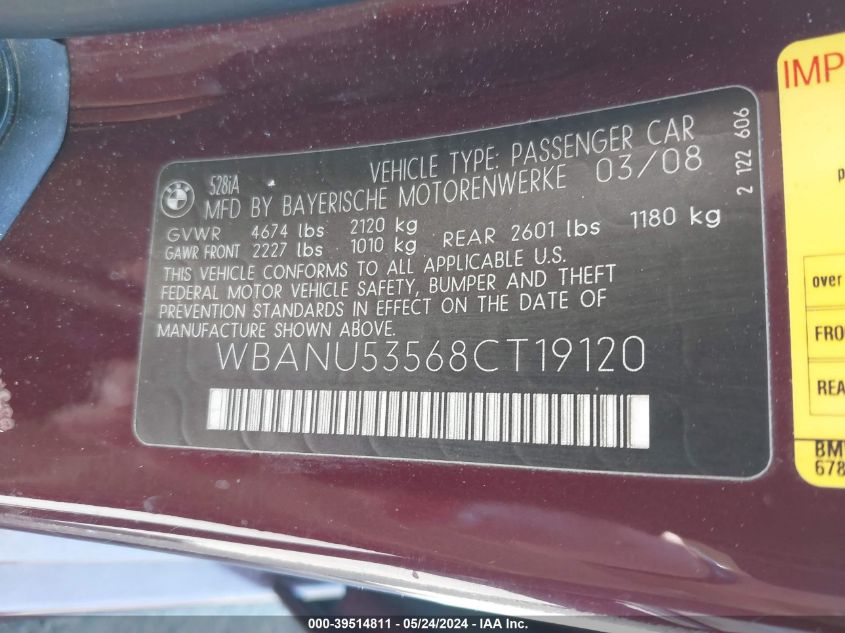 528iA
VEHICLE TYPE: PASSENGER CAR
MFD BY BAYERISCHE MOTORENWERKE 03/08
GVWR 4674 lbs 2120 kg
GAWR FRONT 2227 lbs 1010 kg REAR 2601 lbs 1180 kg
THIS VEHICLE CONFORMS TO ALL APPLICABLE U.S.
FEDERAL MOTOR VEHICLE SAFETY, BUMPER AND THEFT
PREVENTION STANDARDS IN EFFECT ON THE DATE OF
MANUFACTURE SHOWN ABOVE.
WBANU53568CT19120
2 122 606
IMP
p
over
FRO
REA
BM
678
000-39514811 - 05/24/2024 - IAA Inc.